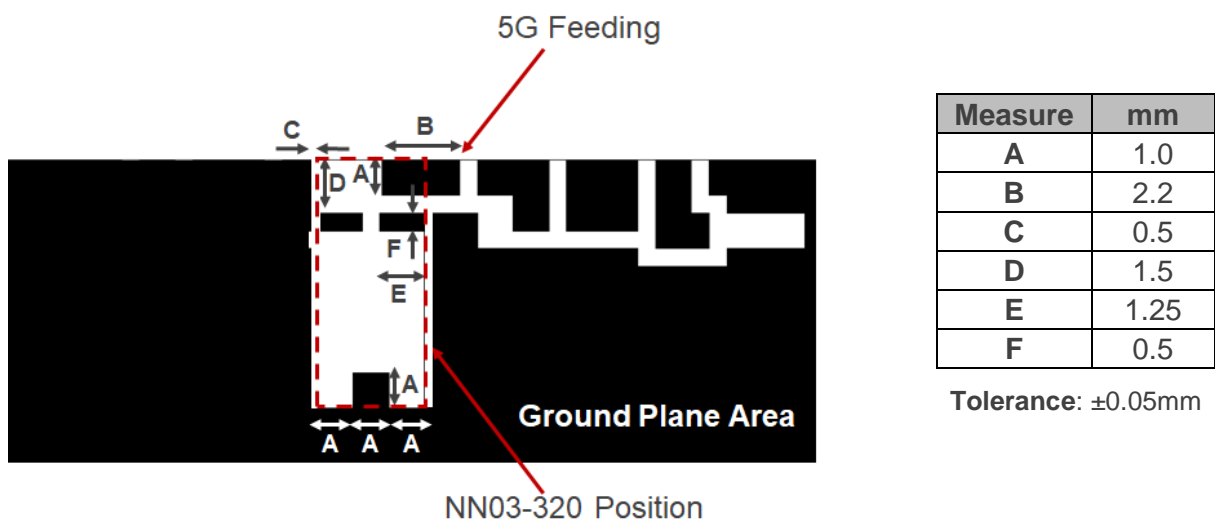 5G Feeding
C
B
D
A
F
E
A
A
A
A
Ground Plane Area
NN03-320 Position
Measure mm
A 1.0
B 2.2
C 0.5
D 1.5
E 1.25
F 0.5
Tolerance: ±0.05mm